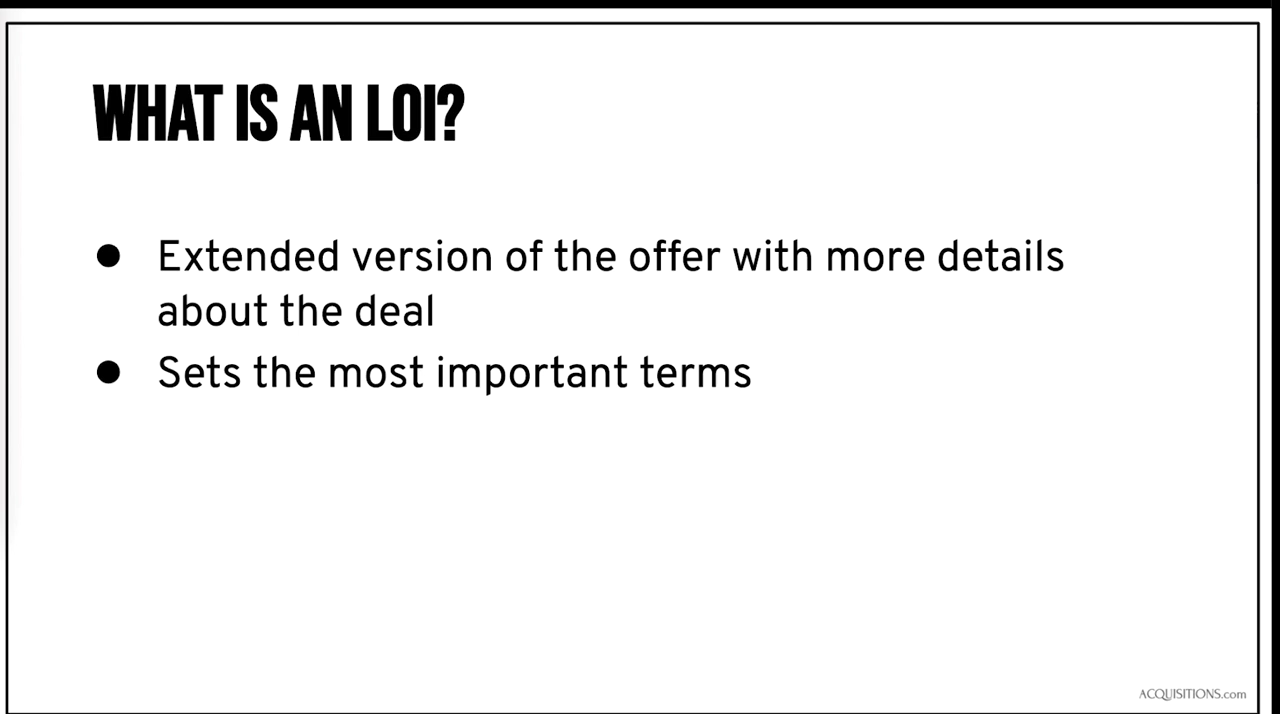 WHAT IS AN LOI?
● Extended version of the offer with more details
about the deal
● Sets the most important terms
ACQUISITIONS.com